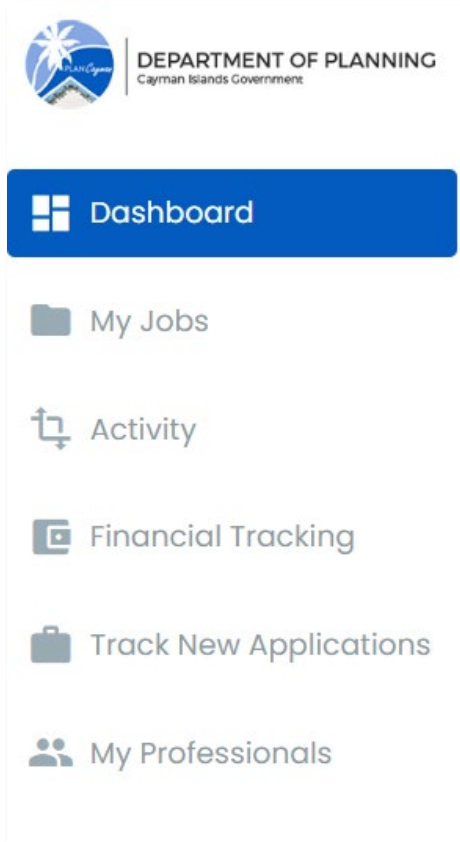 PLAN Cayman
DEPARTMENT OF PLANNING
Cayman Islands Government
Dashboard
My Jobs
Activity
Financial Tracking
Track New Applications
My Professionals